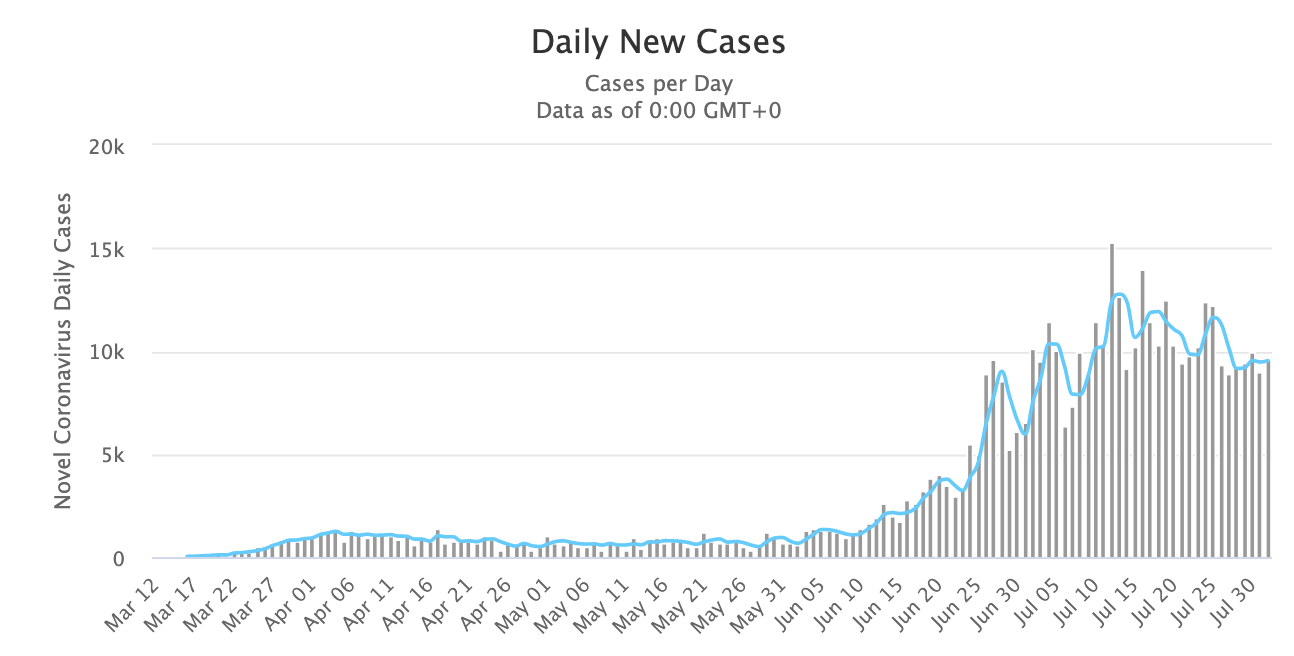 Daily New Cases
Cases per Day
Data as of 0:00 GMT+0
Novel Coronavirus Daily Cases
20k
15k
10k
5k
0
Mar 12
Mar 17
Mar 22
Mar 27
Apr 01
Apr 06
Apr 11
Apr 16
Apr 21
Apr 26
May 01
May 06
May 11
May 16
May 21
May 26
May 31
Jun 05
Jun 10
Jun 15
Jun 20
Jun 25
Jun 30
Jul 05
Jul 10
Jul 15
Jul 20
Jul 25
Jul 30